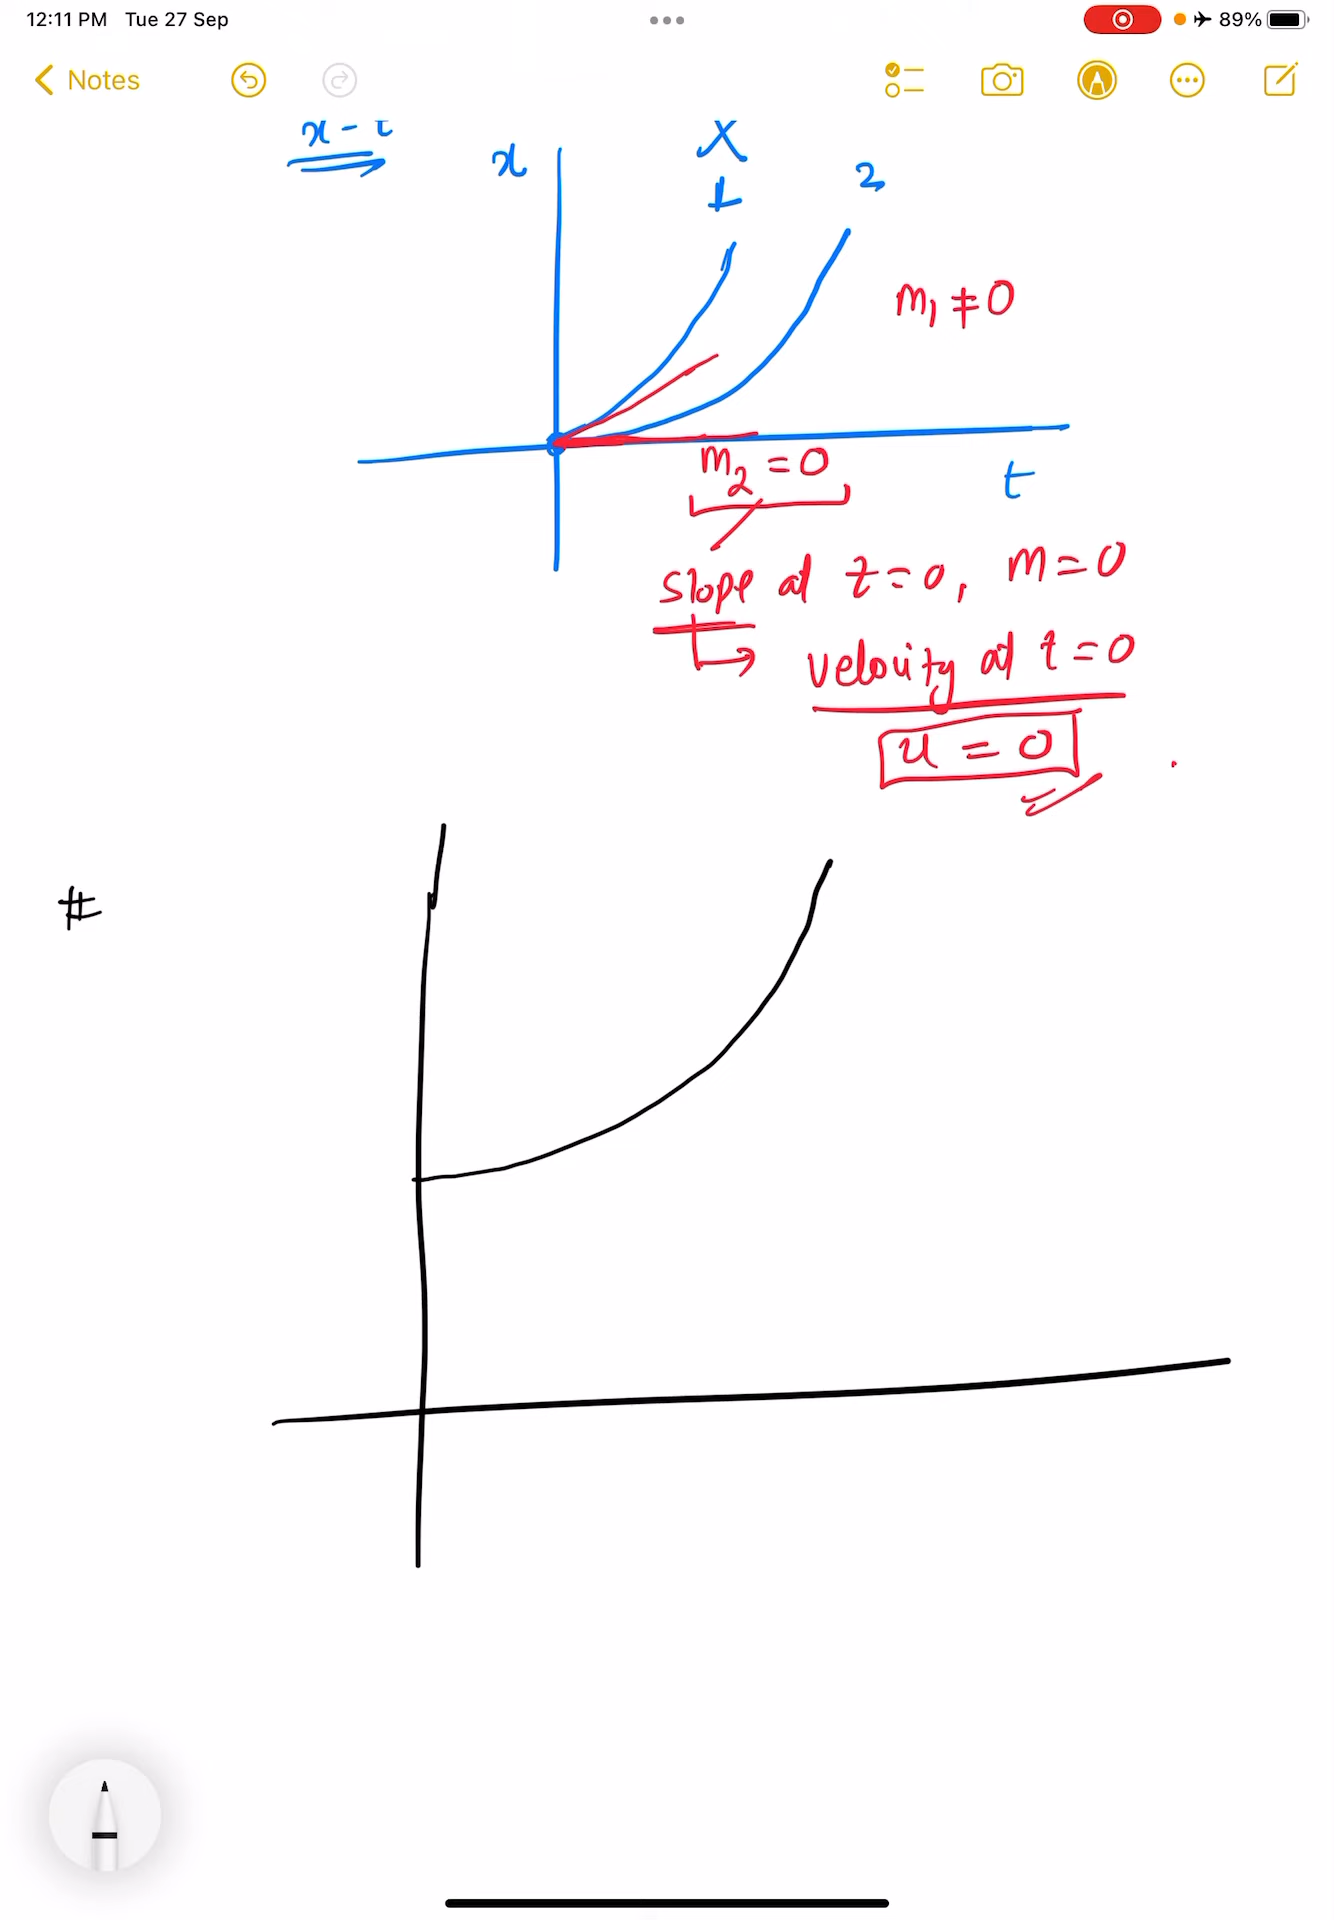 12:11 PM Tue 27 Sep 89%
Notes
x - t
x X
1 2
m₁ ≠ 0
m₂ = 0
t
slope at t = 0, m = 0
velocity at t = 0
u = 0
#